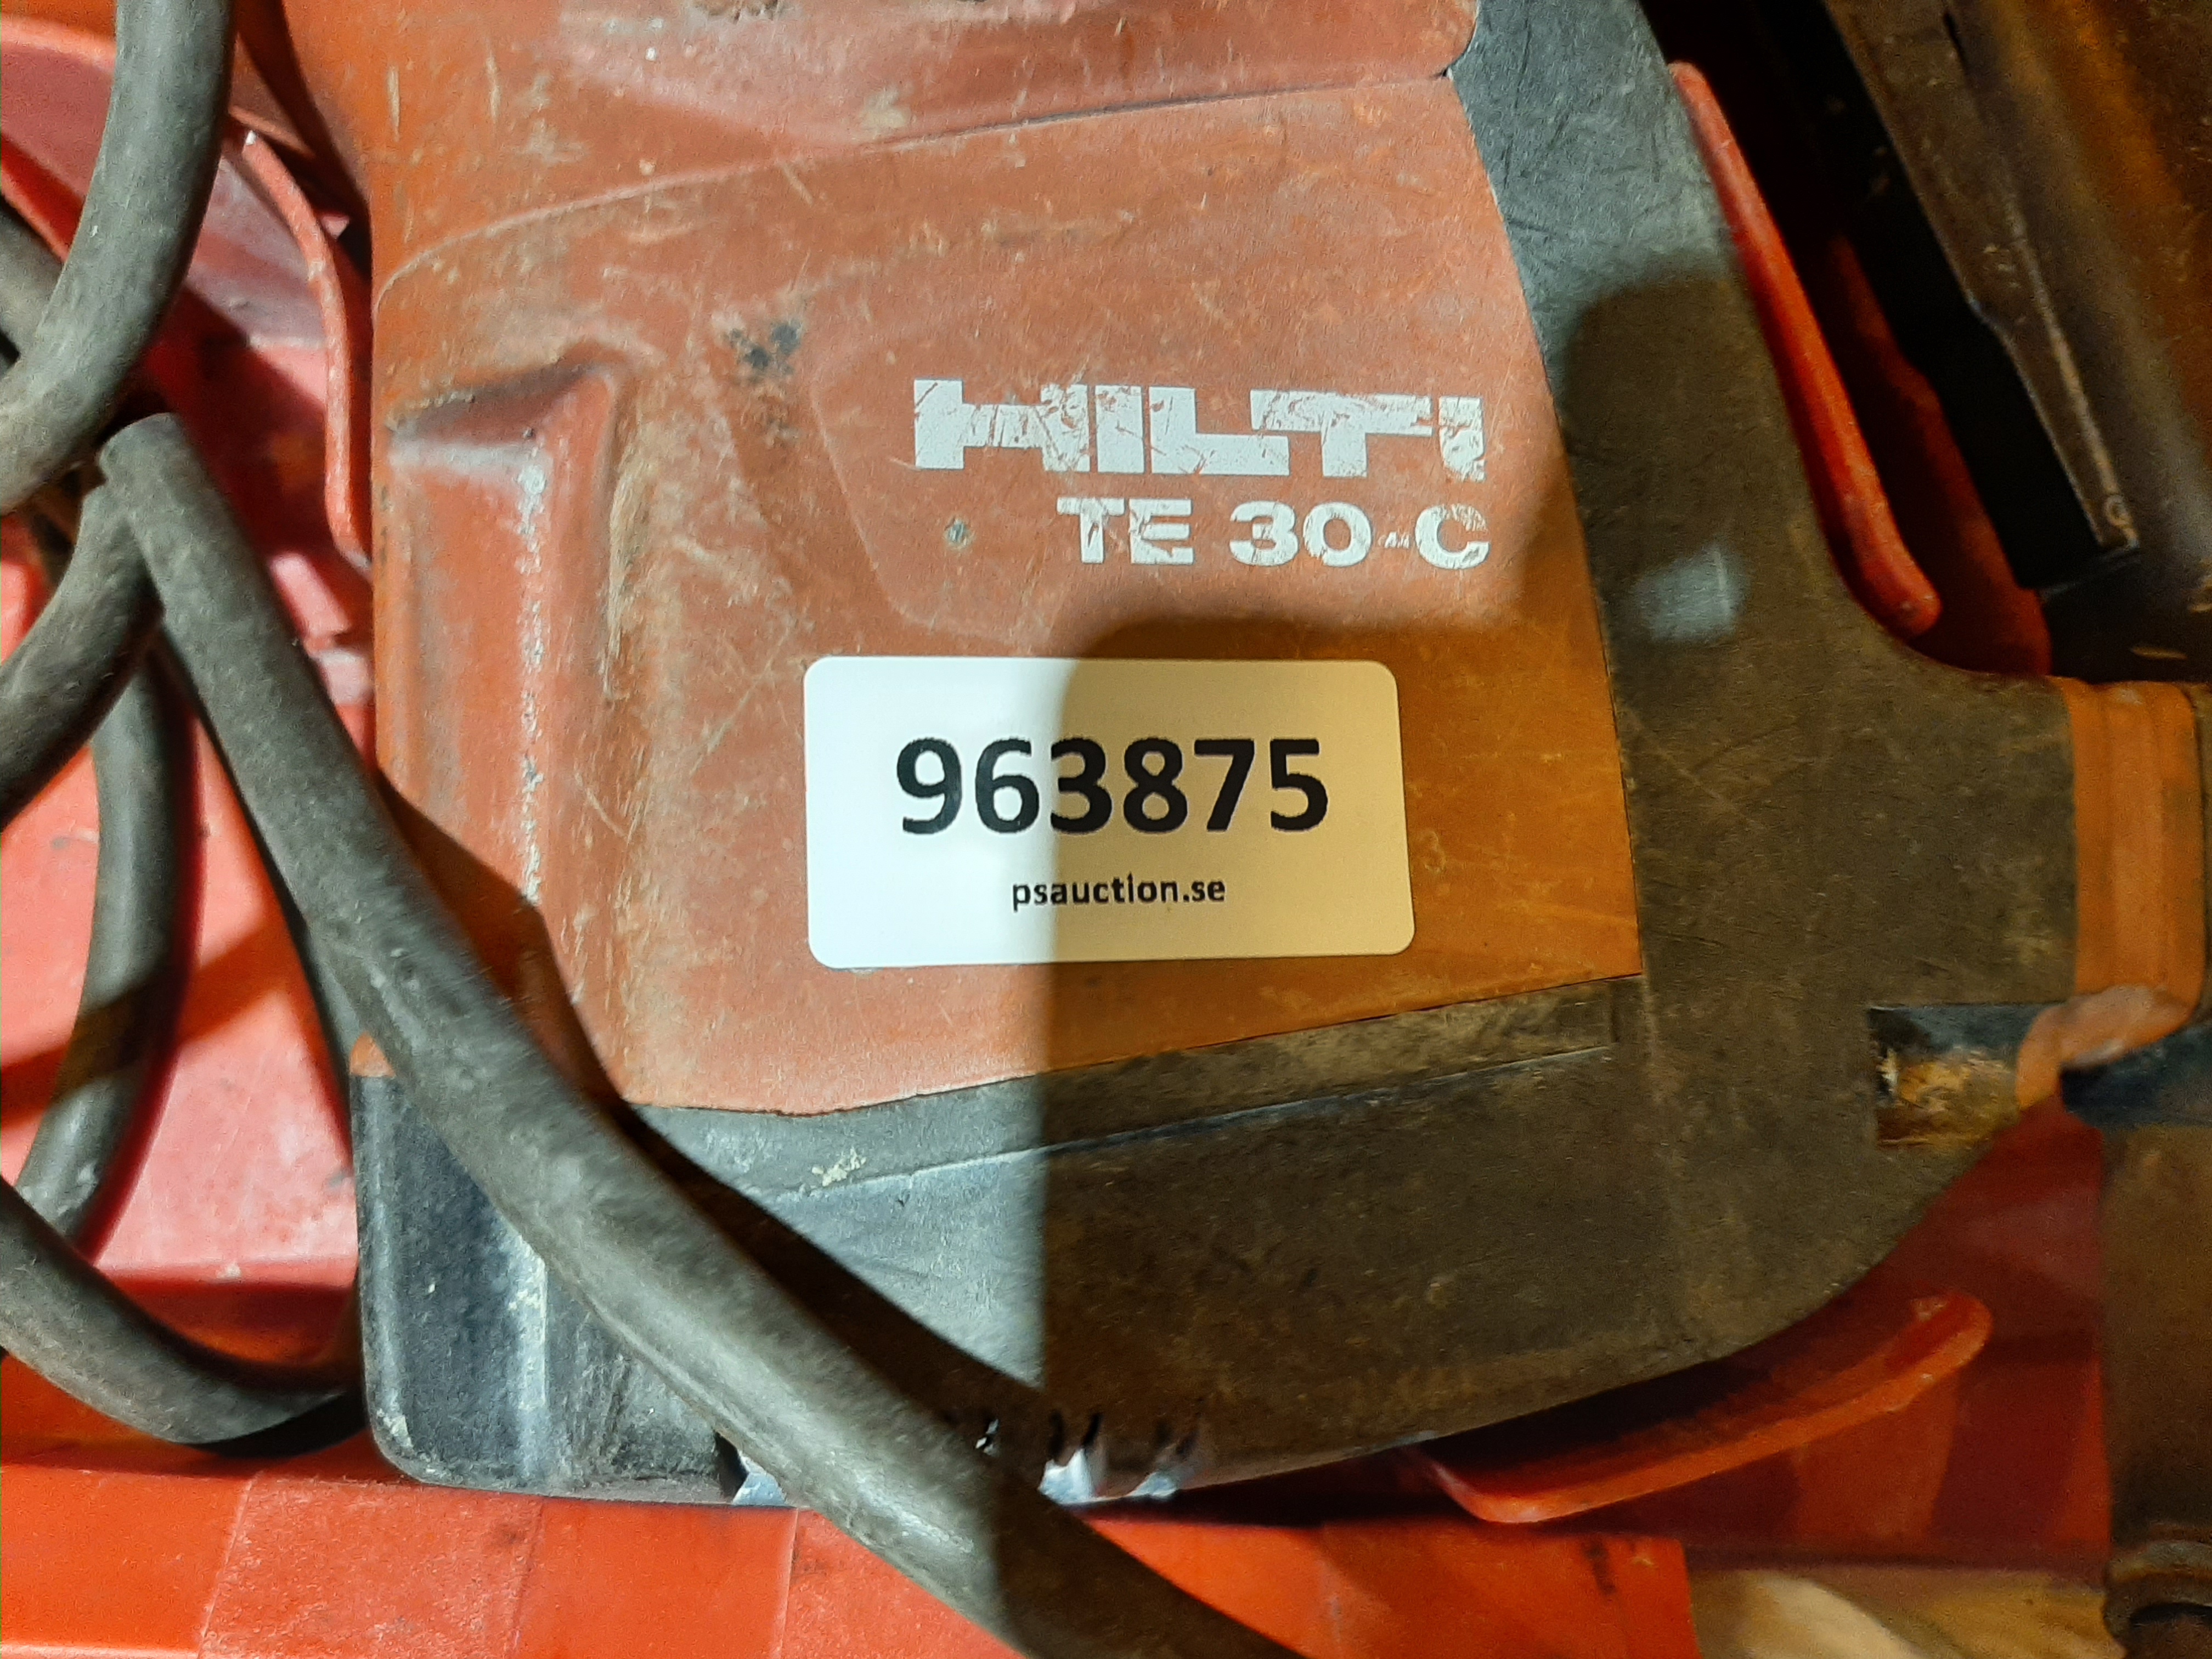 HILTI
TE 30-C
963875
psauction.se